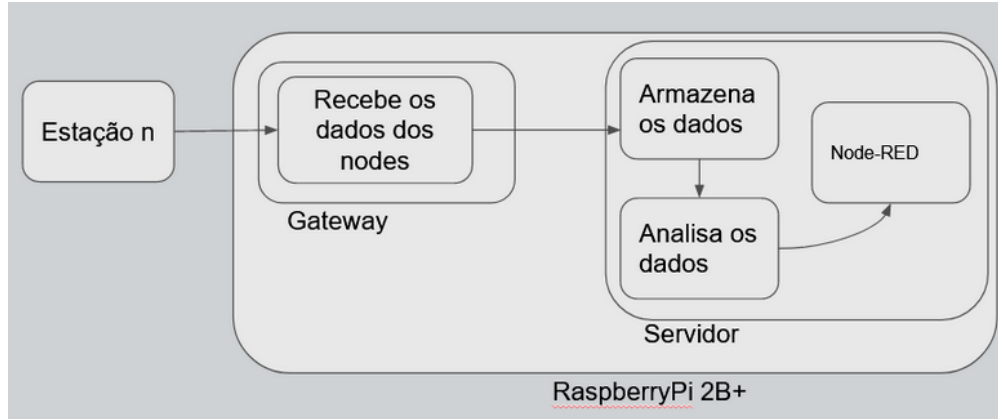 Estação n
Recebe os
dados dos
nodes
Gateway
Armazena
os dados
Analisa os
dados
Node-RED
Servidor
RaspberryPi 2B+